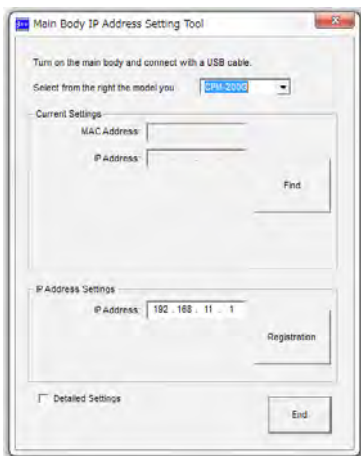 Main Body IP Address Setting Tool
Turn on the main body and connect with a USB cable.
Select from the right the model you
CPM-200G
Current Settings
MAC Address:
IP Address:
Find
IP Address Settings
IP Address: 192 . 168 . 11 . 1
Registration
Detailed Settings
End